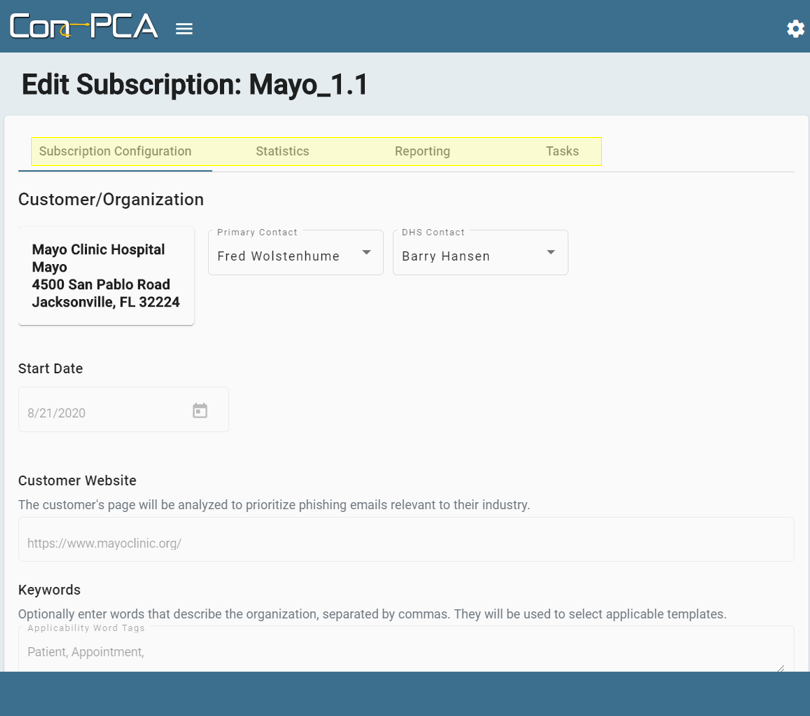 Con-PCA
Edit Subscription: Mayo_1.1
Subscription Configuration Statistics Reporting Tasks
Customer/Organization
Mayo Clinic Hospital
Mayo
4500 San Pablo Road
Jacksonville, FL 32224
Primary Contact
Fred Wolstenhume
DHS Contact
Barry Hansen
Start Date
8/21/2020
Customer Website
The customer's page will be analyzed to prioritize phishing emails relevant to their industry.
https://www.mayoclinic.org/
Keywords
Optionally enter words that describe the organization, separated by commas. They will be used to select applicable templates.
Applicability Word Tags
Patient, Appointment,